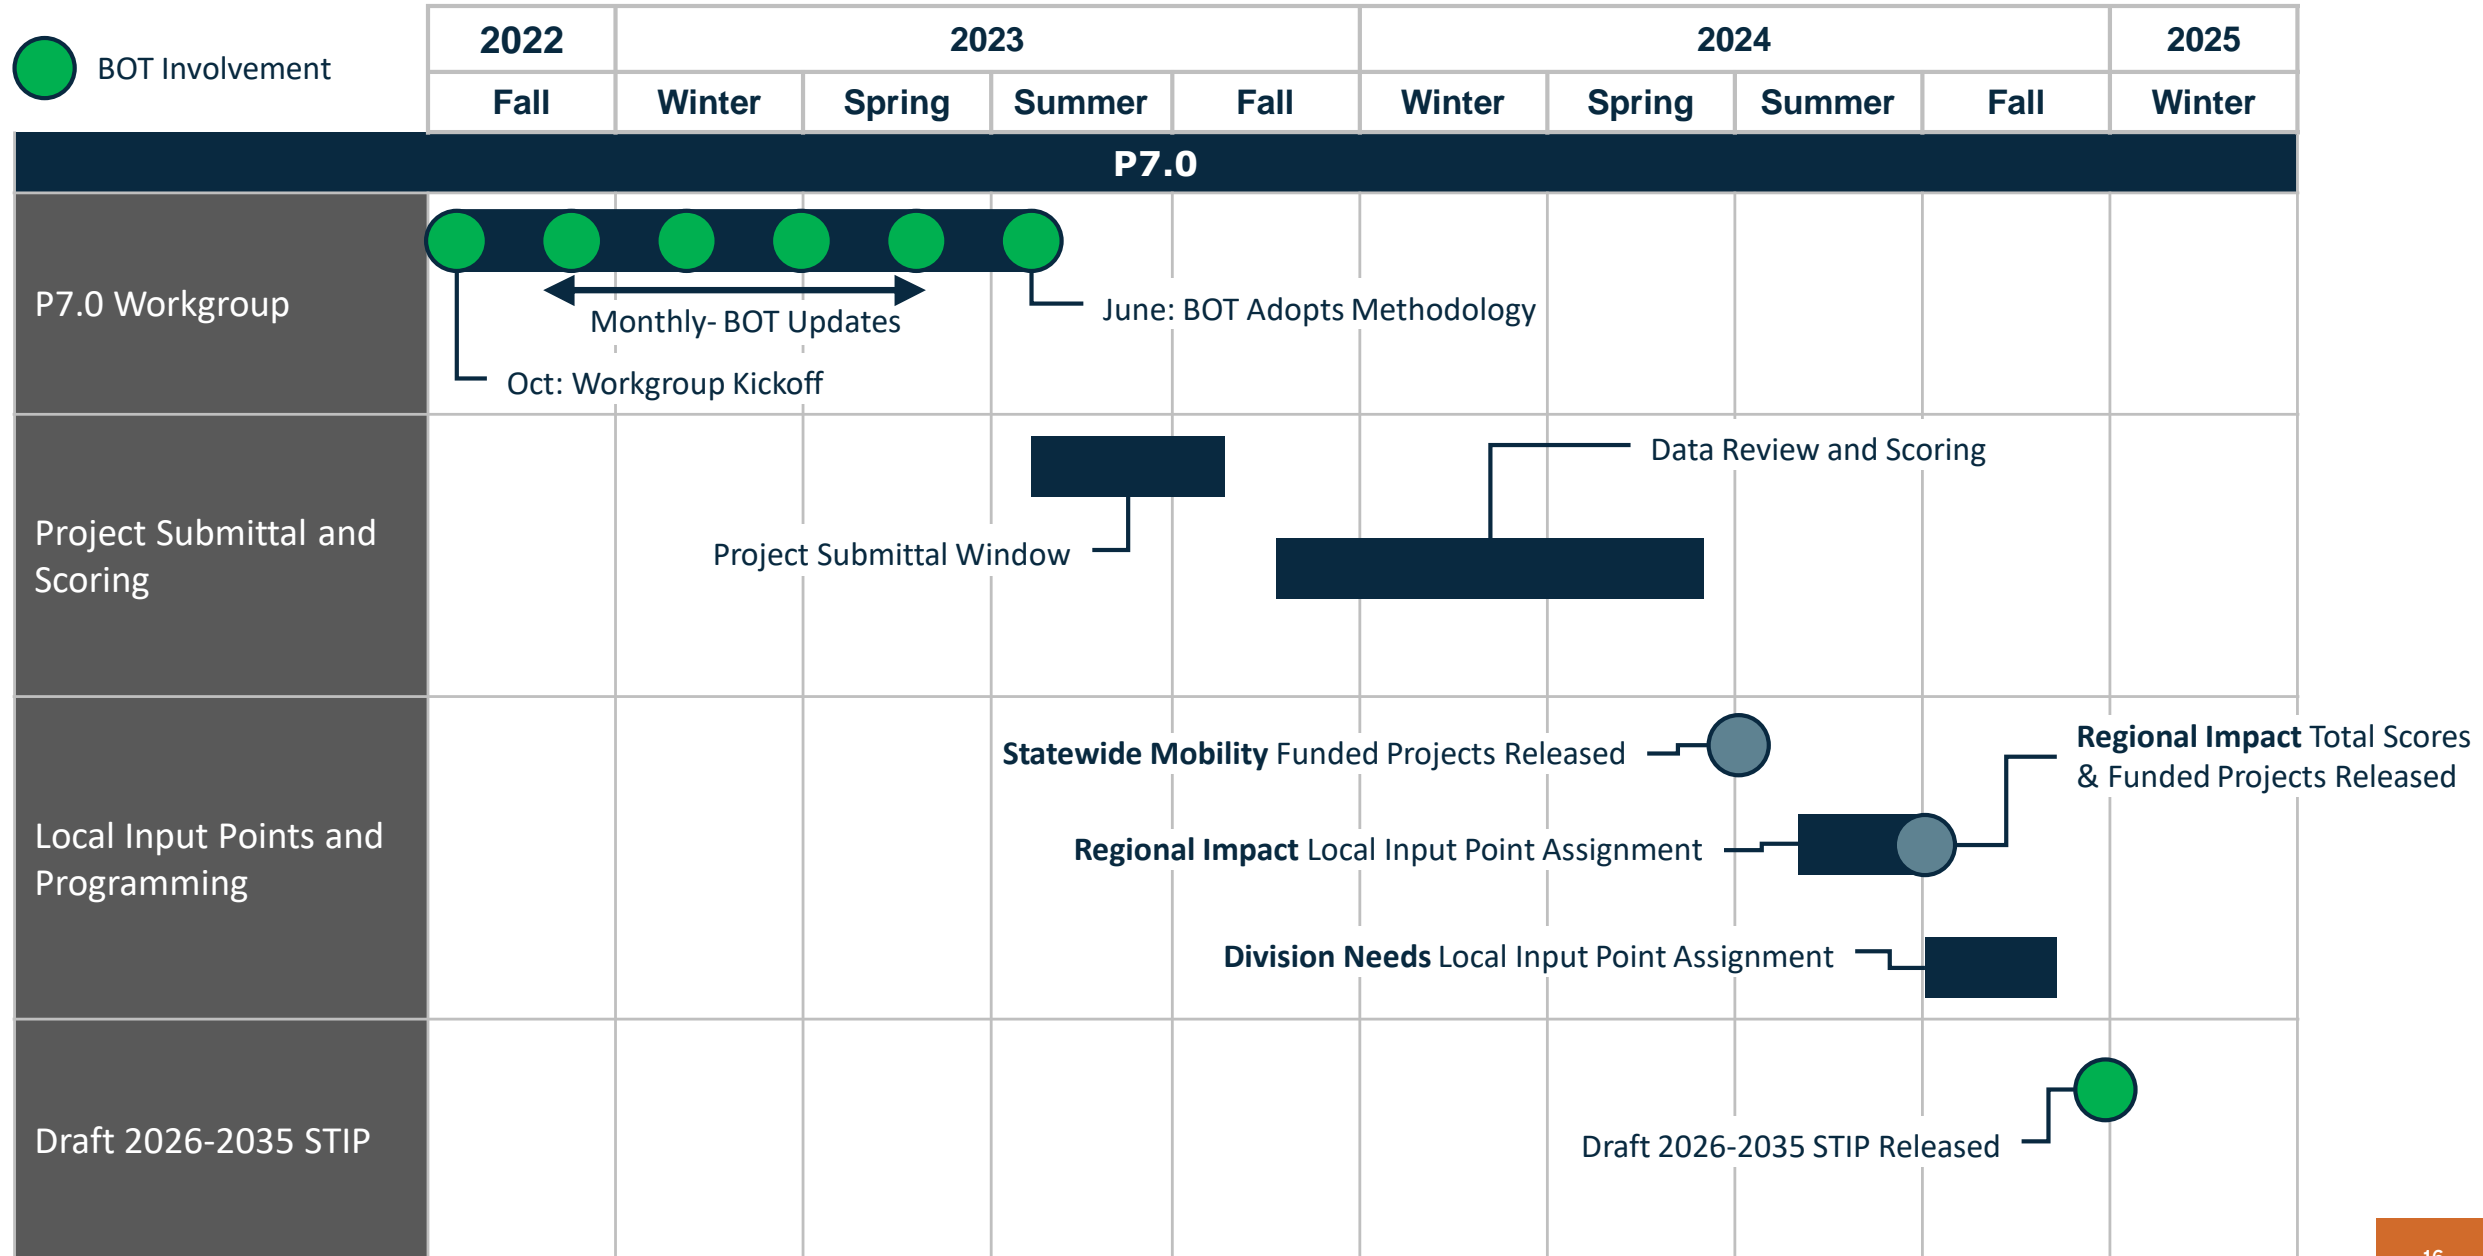 BOT Involvement
2022
2023
2024
2025
Fall
Winter
Spring
Summer
Fall
Winter
Spring
Summer
Fall
Winter
P7.0
P7.0 Workgroup
Monthly- BOT Updates
June: BOT Adopts Methodology
Oct: Workgroup Kickoff
Project Submittal and
Scoring
Data Review and Scoring
Project Submittal Window
Local Input Points and
Programming
Statewide Mobility Funded Projects Released
Regional Impact Total Scores
& Funded Projects Released
Regional Impact Local Input Point Assignment
Division Needs Local Input Point Assignment
Draft 2026-2035 STIP
Draft 2026-2035 STIP Released